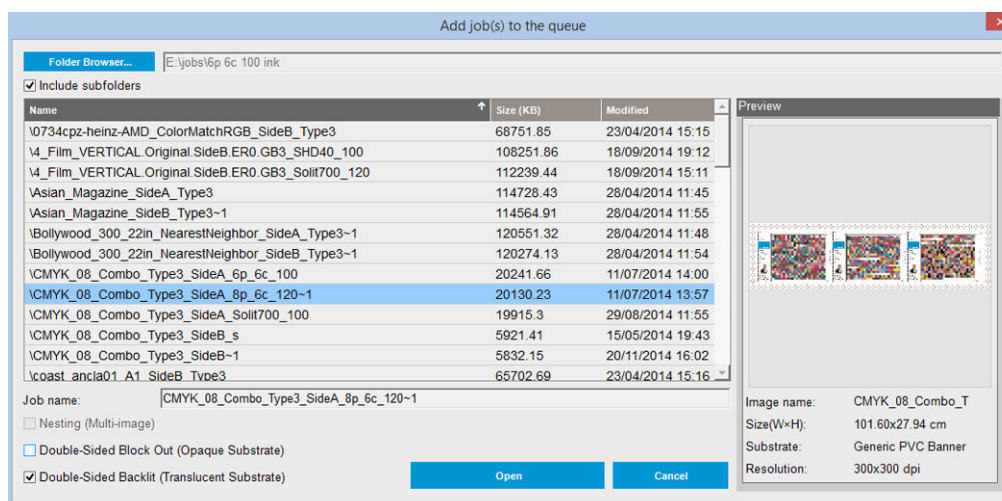 Add job(s) to the queue
Folder Browser... E:\jobs\6p 6c 100 ink
Include subfolders
Name Size (KB) Modified Preview
\0734cpz-heinz-AMD_ColorMatchRGB_SideB_Type3 68751.85 23/04/2014 15:15
\4_Film_VERTICAL.Original.SideB.ER0.GB3_SHD40_100 108251.86 18/09/2014 19:12
\4_Film_VERTICAL.Original.SideB.ER0.GB3_Solit700_120 112239.44 18/09/2014 15:11
\Asian_Magazine_SideA_Type3 114728.43 28/04/2014 11:45
\Asian_Magazine_SideB_Type3~1 114564.91 28/04/2014 11:55
\Bollywood_300_22in_NearestNeighbor_SideA_Type3~1 120551.32 28/04/2014 11:48
\Bollywood_300_22in_NearestNeighbor_SideB_Type3~1 120274.13 28/04/2014 11:54
\CMYK_08_Combo_Type3_SideA_6p_6c_100 20241.66 11/07/2014 14:00
\CMYK_08_Combo_Type3_SideA_8p_6c_120~1 20130.23 11/07/2014 13:57
\CMYK_08_Combo_Type3_SideA_Solit700_100 19915.3 29/08/2014 11:55
\CMYK_08_Combo_Type3_SideB_s 5921.41 15/05/2014 19:43
\CMYK_08_Combo_Type3_SideB~1 5832.15 20/11/2014 16:02
\coast_ancla01_A1_SideB_Type3 65702.69 23/04/2014 15:16
Job name: CMYK_08_Combo_Type3_SideA_8p_6c_120~1
Nesting (Multi-image)
Double-Sided Block Out (Opaque Substrate)
Double-Sided Backlit (Translucent Substrate)
Open Cancel
Image name: CMYK_08_Combo_T
Size(W×H): 101.60x27.94 cm
Substrate: Generic PVC Banner
Resolution: 300x300 dpi